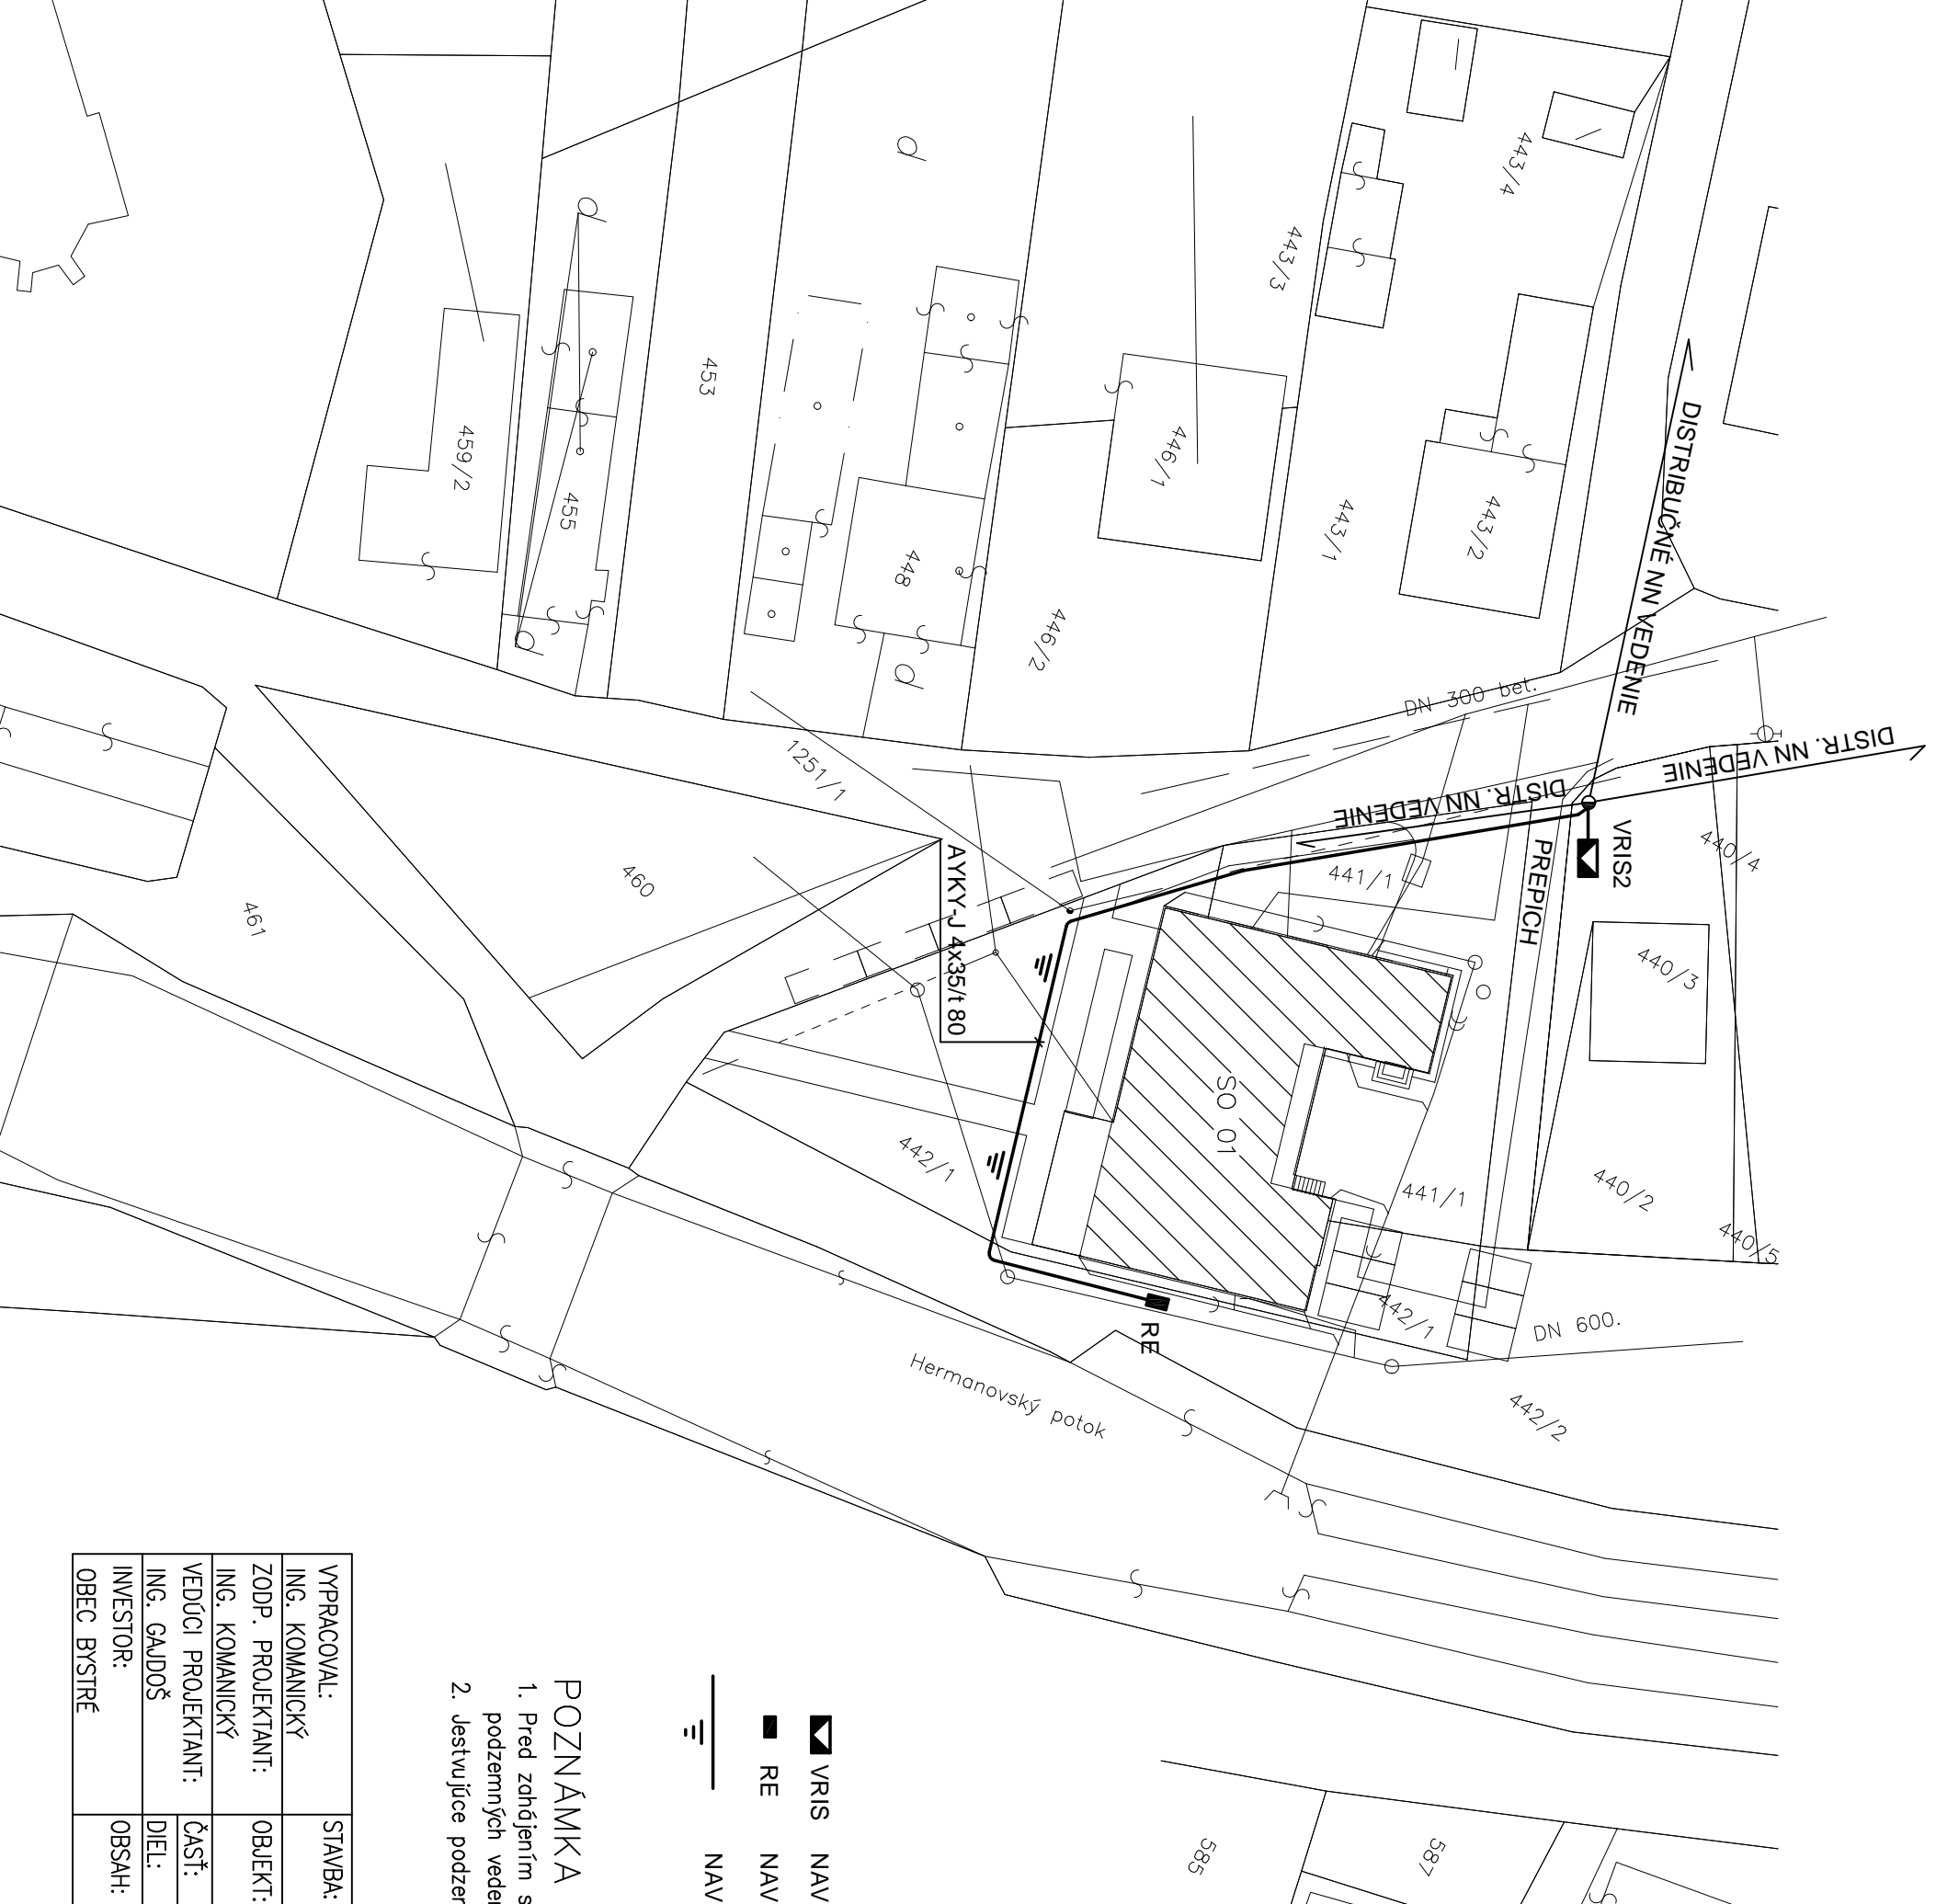 443/4
443/3
453
459/2
455
446/1
443/1
443/2
448
446/2
DISTRIBUČNÉ NN VEDENIE
DN 300 bet.
DISTR. NN VEDENIE
DISTR. NN VEDENIE
1251/1
VRIS2
PREPICH
440/4
441/1
440/3
460
461
AYKY-J 4x35/t 80
SO 01
442/1
441/1
440/2
440/5
442/1
DN 600.
RE
Hermanovský potok
442/2
585
587
VRIS NAV
RE NAV
NAV
POZNÁMKA
1. Pred zahájením
podzemných
2. Jestvujúce
VYPRACOVAL:
ING. KOMANICKÝ
ZODP. PROJEKTANT:
ING. KOMANICKÝ
VEDÚCI PROJEKTANT:
ING. GAJDOŠ
INVESTOR:
OBEC BYSTRÉ
STAVBA:
OBJEKT:
ČASŤ:
DIEL:
OBSAH: